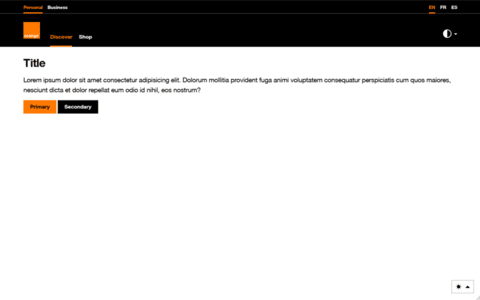 Personal Business EN FR ES
orange Discover Shop
Title
Lorem ipsum dolor sit amet consectetur adipisicing elit. Dolorum mollitia provident fuga animi voluptatem consequatur perspiciatis cum quos maiores,
nesciunt dicta et dolor repellat eum odio id nihil, eos nostrum?
Primary Secondary